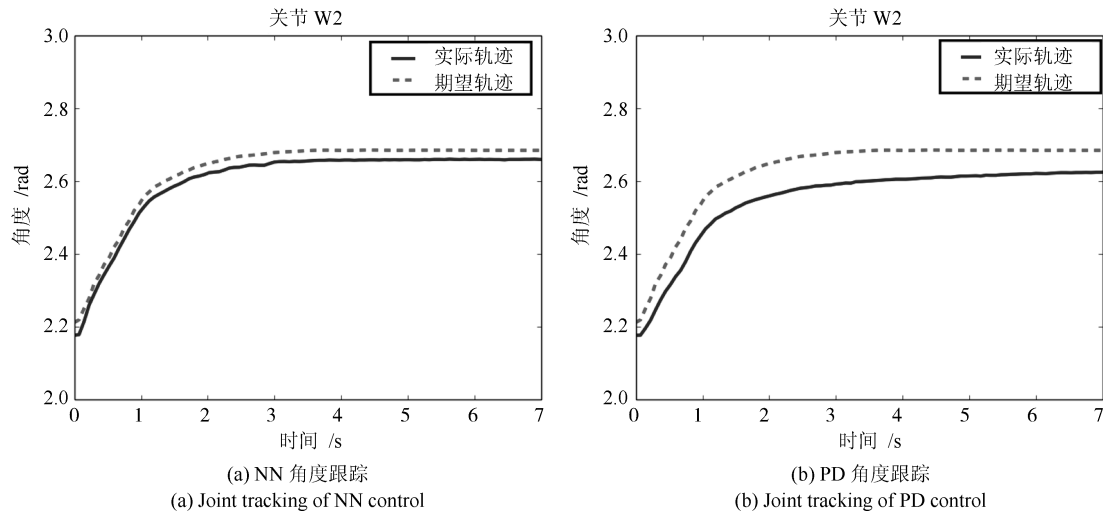 关节 W2
3.0
2.8
2.6
2.4
2.2
2.0
角度 /rad
实际轨迹
期望轨迹
0 1 2 3 4 5 6 7
时间 /s
(a) NN 角度跟踪
(a) Joint tracking of NN control
关节 W2
3.0
2.8
2.6
2.4
2.2
2.0
角度 /rad
实际轨迹
期望轨迹
0 1 2 3 4 5 6 7
时间 /s
(b) PD 角度跟踪
(b) Joint tracking of PD control